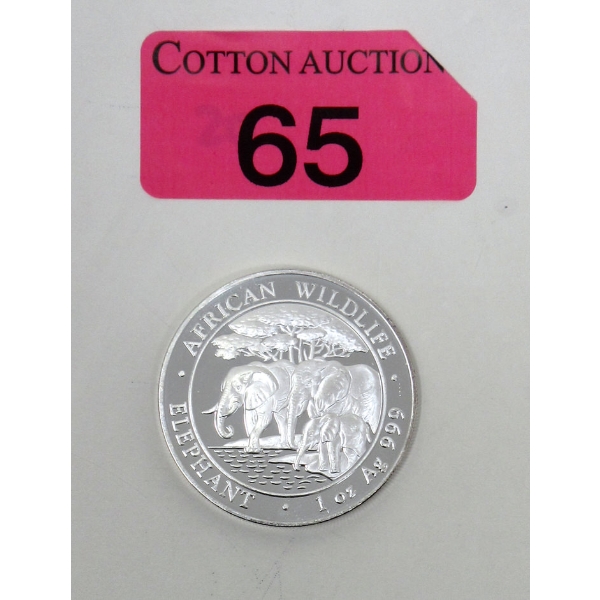 COTTON AUCTION
65
AFRICAN WILDLIFE
ELEPHANT • 1 oz Ag 999